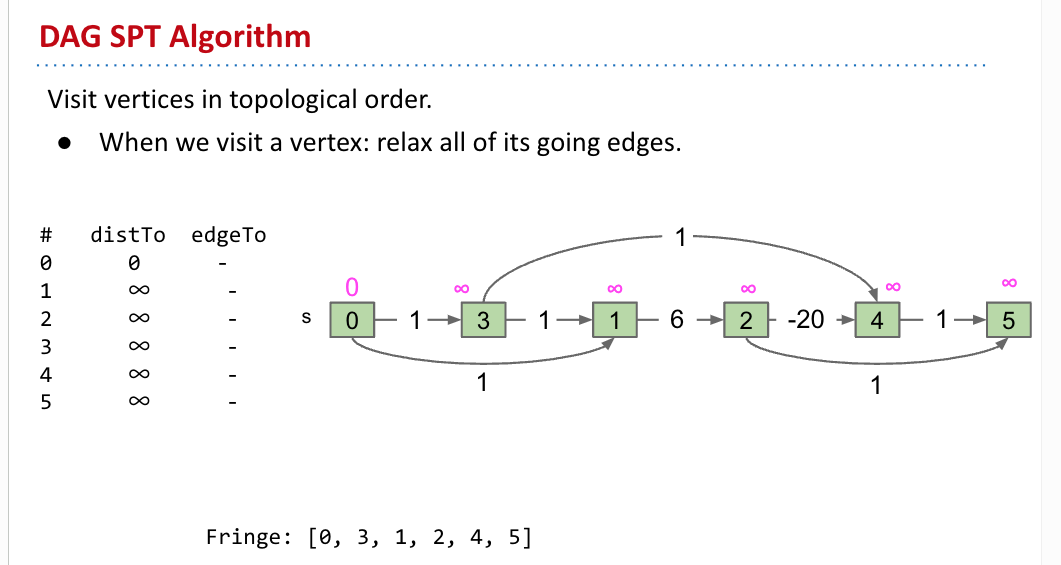 DAG SPT Algorithm
Visit vertices in topological order.
● When we visit a vertex: relax all of its going edges.
# distTo edgeTo
0 0 -
1 ∞ -
2 ∞ -
3 ∞ -
4 ∞ -
5 ∞ -
1
0 ∞ ∞ ∞ ∞ ∞
s 0 1 3 1 1 6 2 -20 4 1 5
1 1
Fringe: [0, 3, 1, 2, 4, 5]